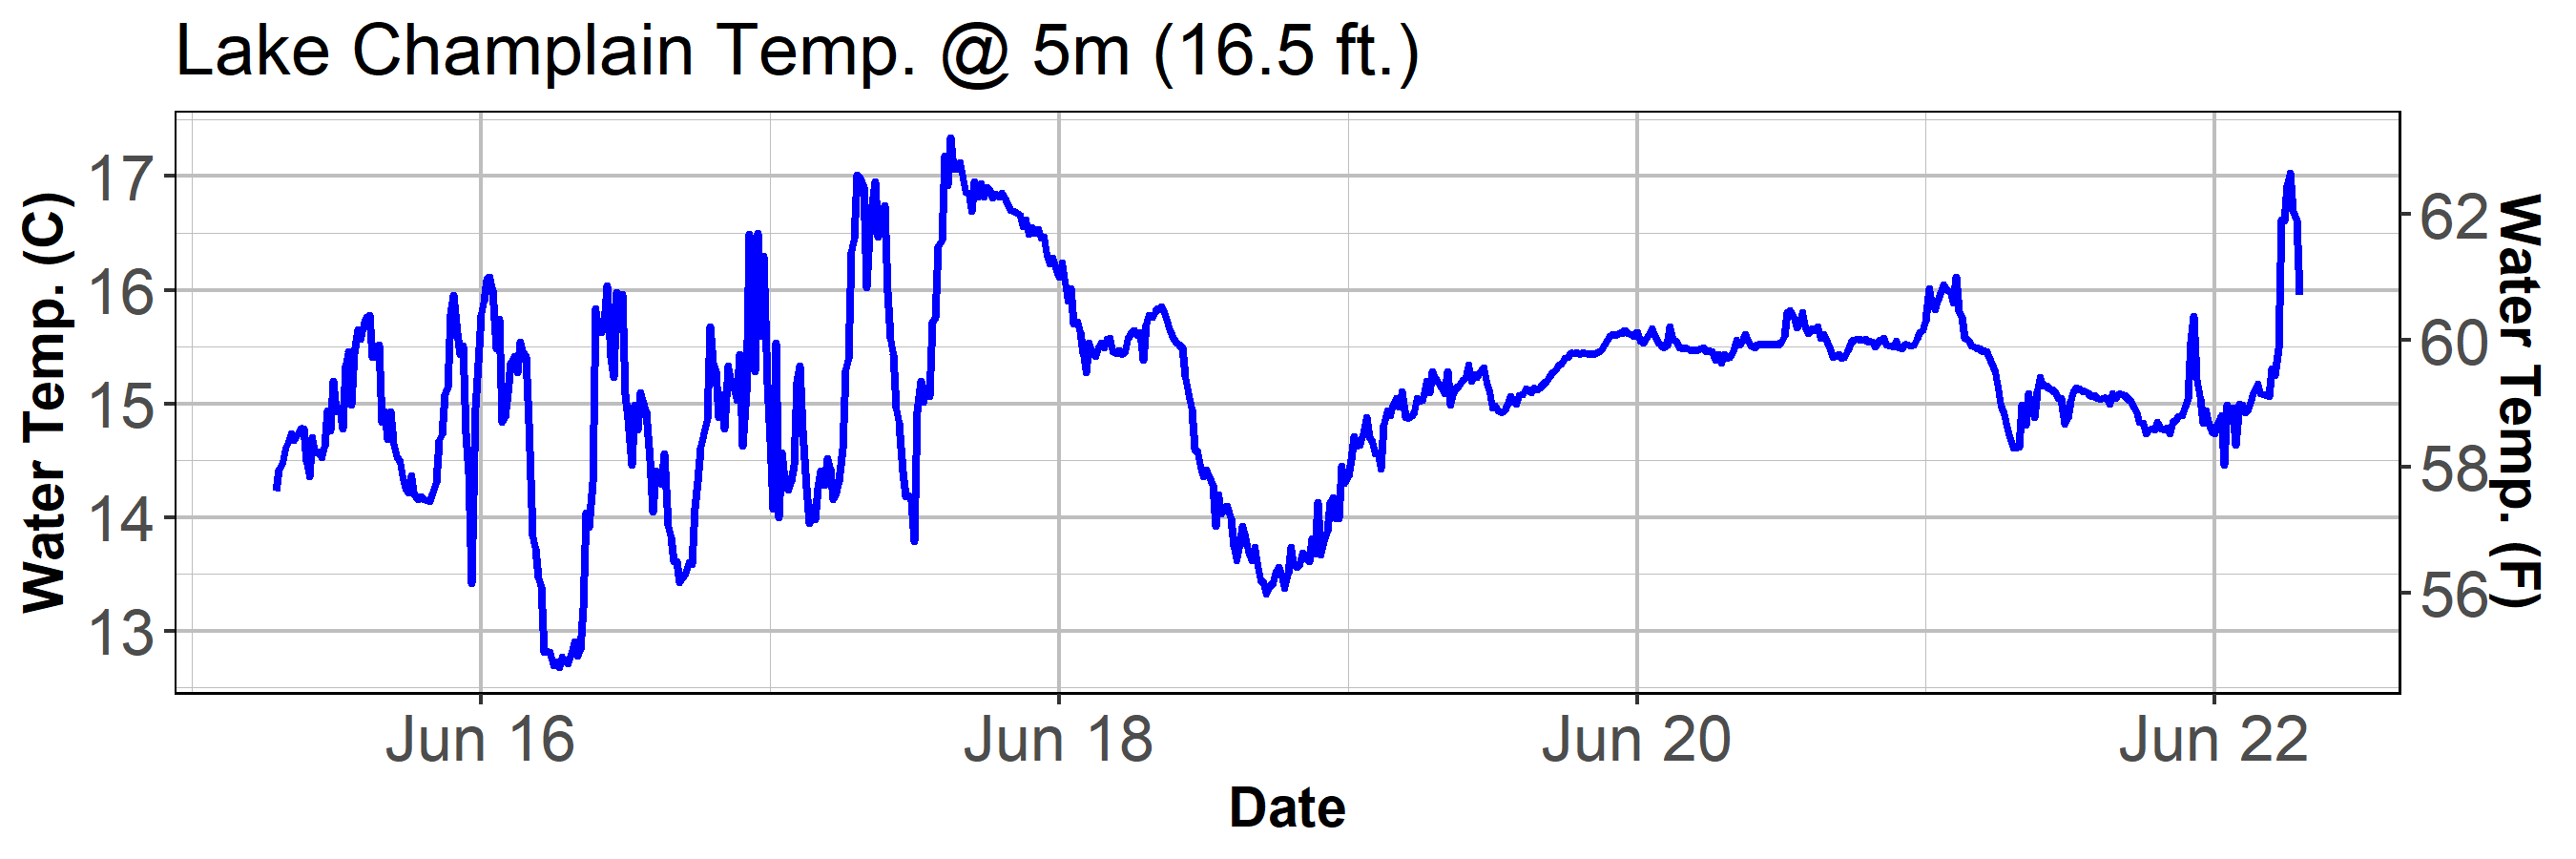 Lake Champlain Temp. @ 5m (16.5 ft.)
Water Temp. (C)
17
16
15
14
13
62
60
58
56
Water Temp. (F)
Jun 16 Jun 18 Jun 20 Jun 22
Date